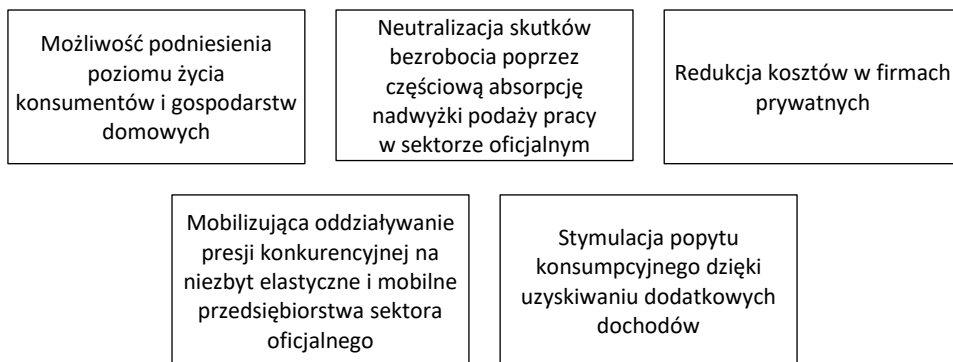 Możliwość podniesienia
poziomu życia
konsumentów i gospodarstw
domowych
Neutralizacja skutków
bezrobocia poprzez
częściową absorpcję
nadwyżki podaży pracy
w sektorze oficjalnym
Redukcja kosztów w firmach
prywatnych
Mobilizująca oddziaływanie
presji konkurencyjnej na
niezbyt elastyczne i mobilne
przedsiębiorstwa sektora
oficjalnego
Stymulacja popytu
konsumpcyjnego dzięki
uzyskiwaniu dodatkowych
dochodów